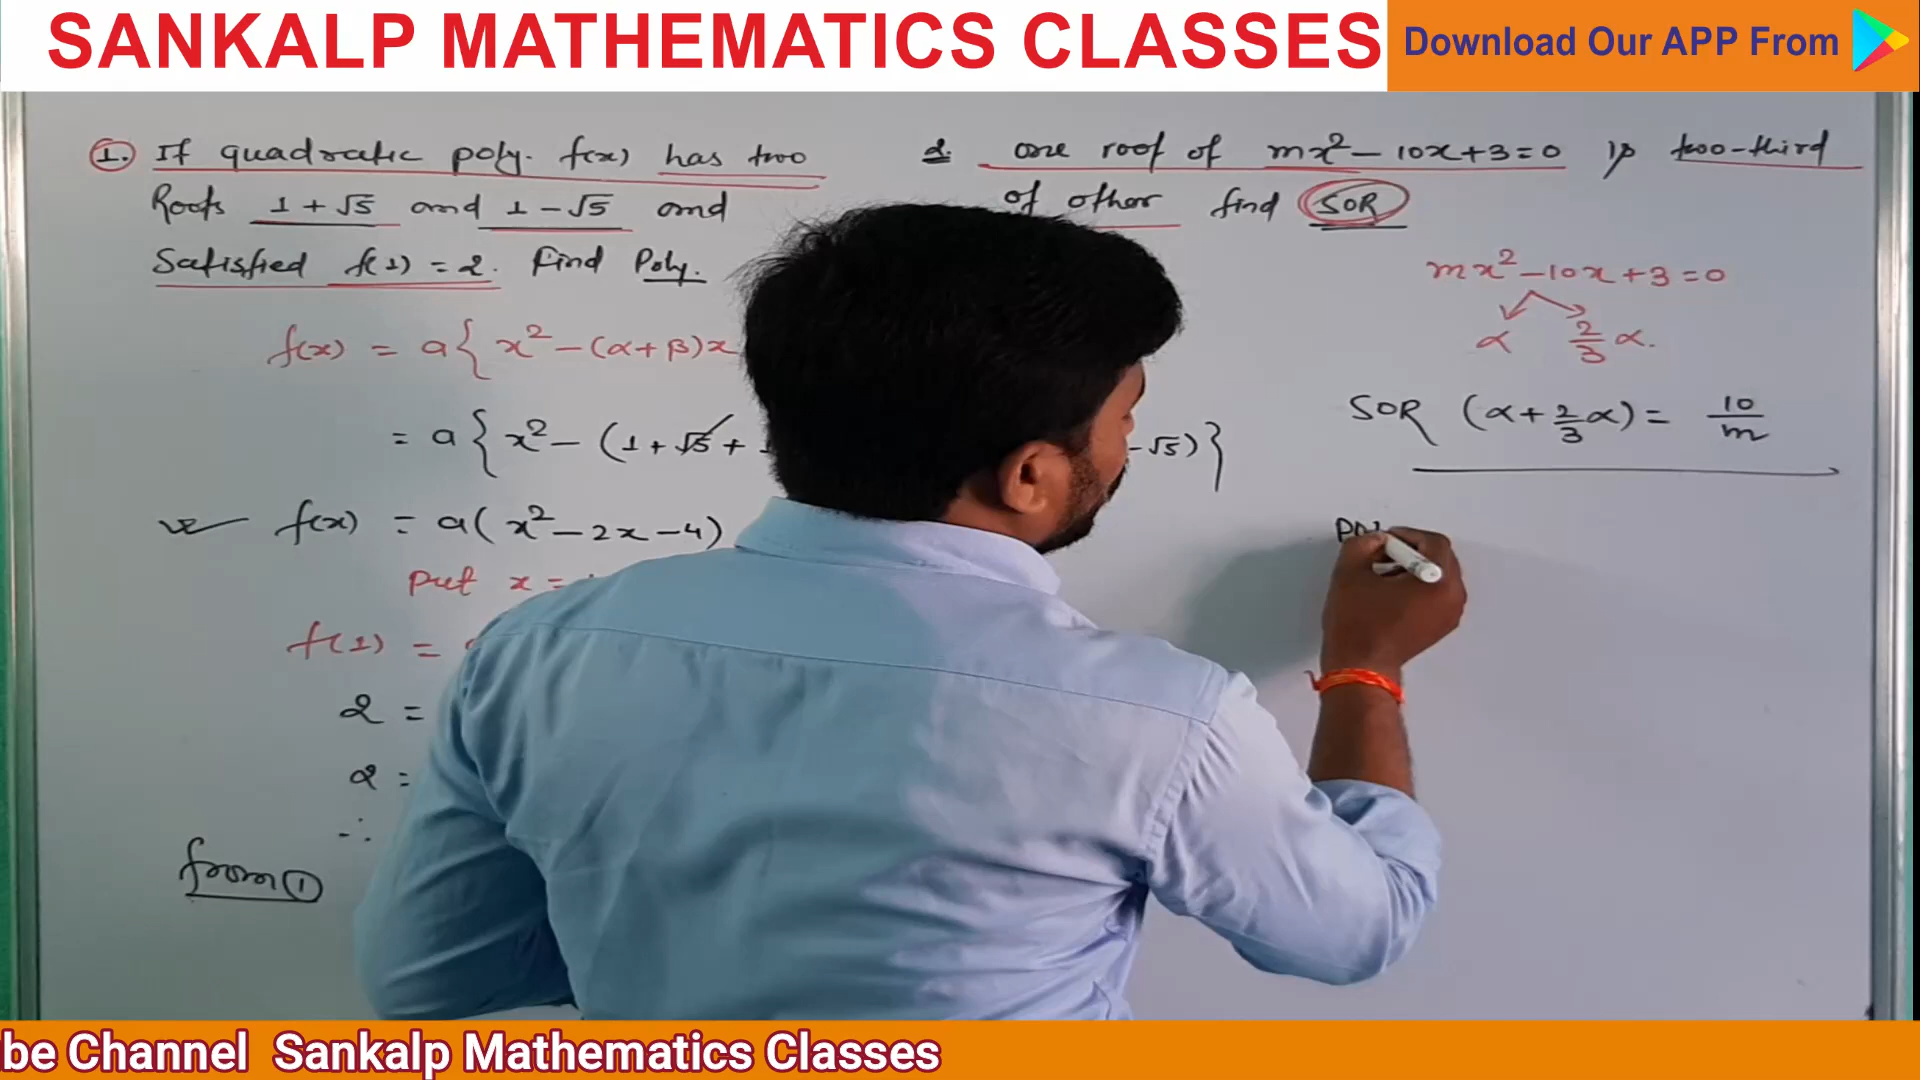 SANKALP MATHEMATICS CLASSES
Download Our APP From
1. If quadratic poly. f(x) has two
Roots 1 + √5 and 1 - √5 and
Satisfied f(1) = 2. Find Poly.
f(x) = a{ x² - (α + β)x
= a{ x² - (1 + √5 +
- √5)}
f(x) = a(x² - 2x - 4)
Put x =
f(1) =
2 =
a =
∴
from ①
2. one root of mx² - 10x + 3 = 0 is two-third
of other find SOR
mx² - 10x + 3 = 0
α 2/3 α.
SOR (α + 2/3 α) = 10/m
be Channel Sankalp Mathematics Classes